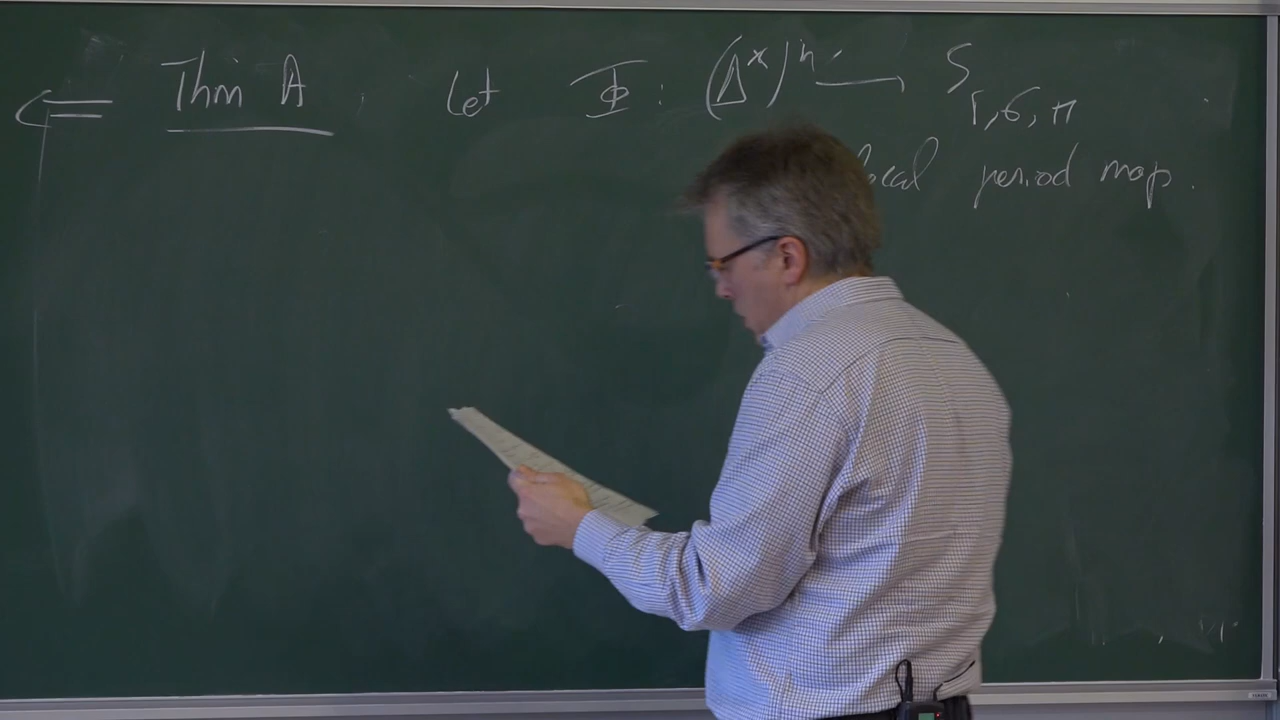 ⇐ Thm A. Let Φ: (Δ^x)^n → S_{Γ,G,M}
local period map.